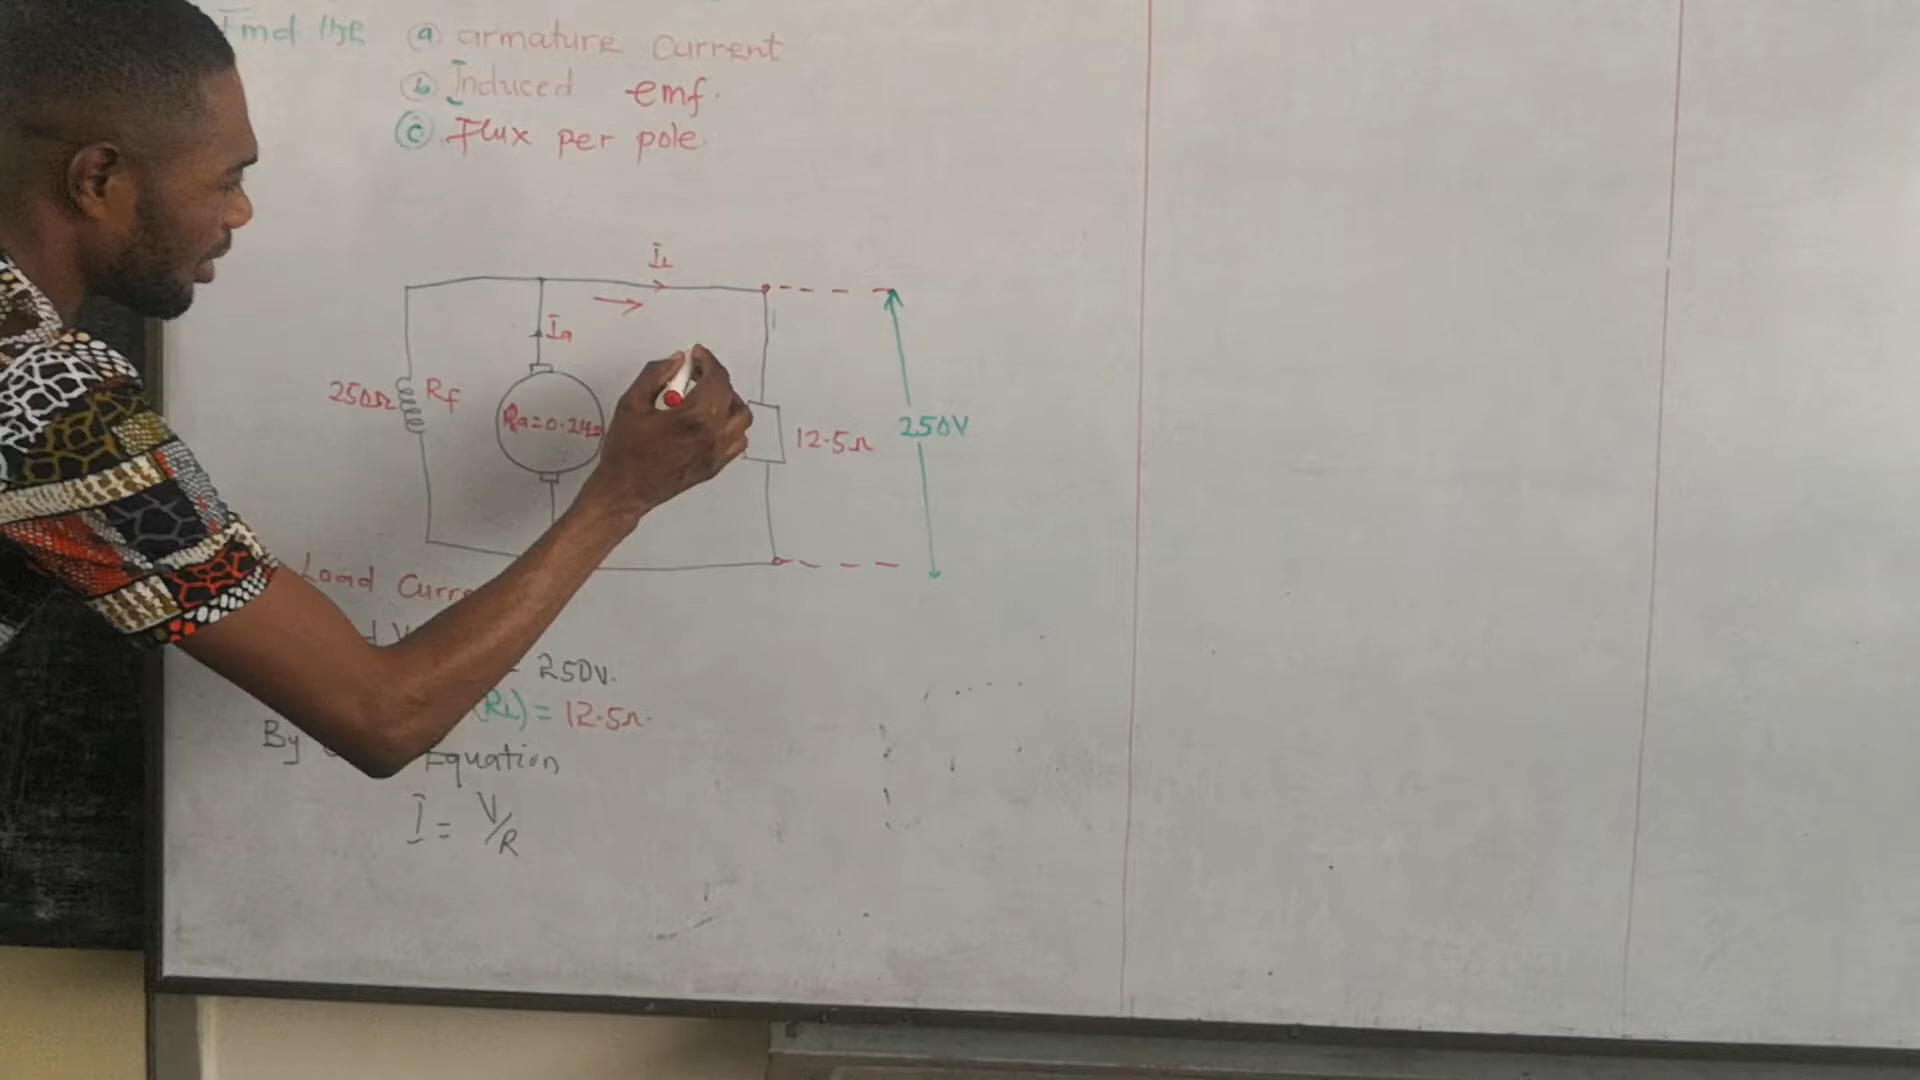 Find the (a) armature current
(b) Induced emf.
(c) Flux per pole.
IL
Ia
250Ω Rf
Ra=0.24Ω
12.5Ω
250V
Load
= 250V.
(RL) = 12.5Ω.
By
Equation
I = V/R